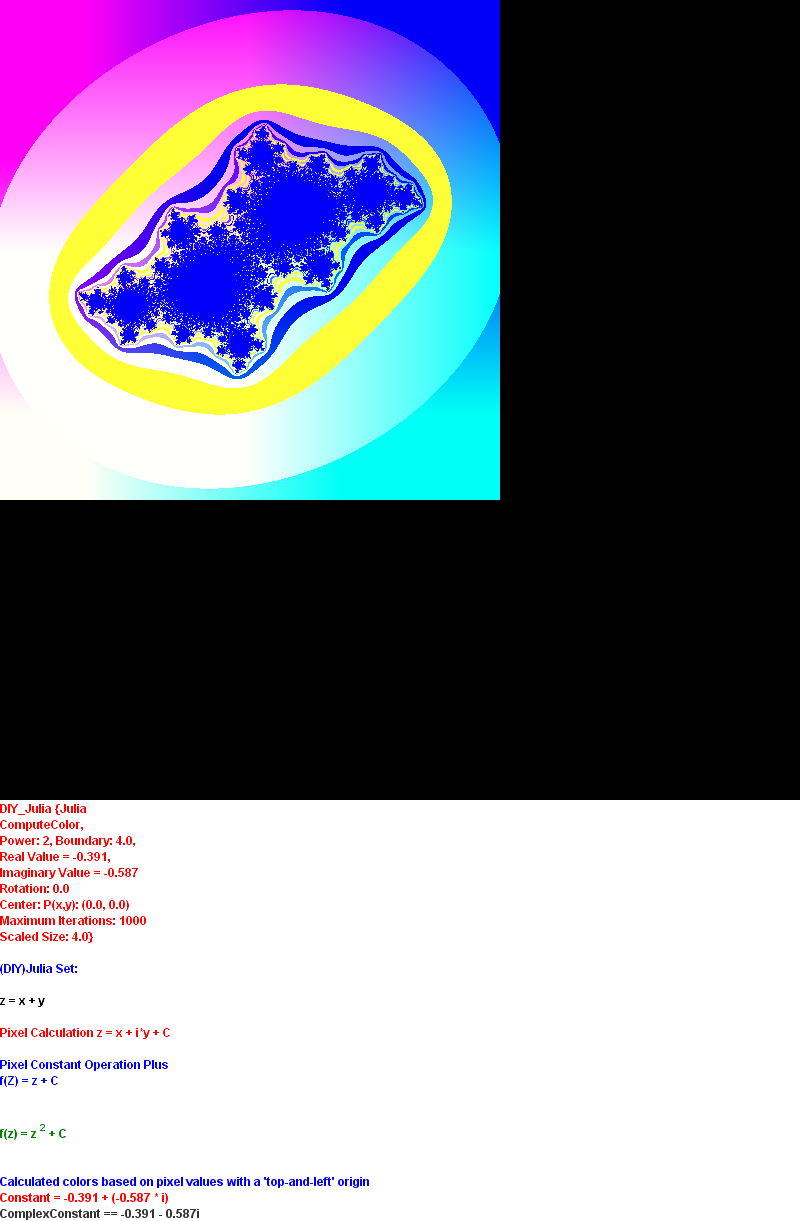 DIY_Julia {Julia
ComputeColor,
Power: 2, Boundary: 4.0,
Real Value = -0.391,
Imaginary Value = -0.587
Rotation: 0.0
Center: P(x,y): (0.0, 0.0)
Maximum Iterations: 1000
Scaled Size: 4.0}
(DIY)Julia Set:
z = x + y
Pixel Calculation z = x + i*y + C
Pixel Constant Operation Plus
f(Z) = z + C
f(z) = z 2 + C
Calculated colors based on pixel values with a 'top-and-left' origin
Constant = -0.391 + (-0.587 * i)
ComplexConstant == -0.391 - 0.587i